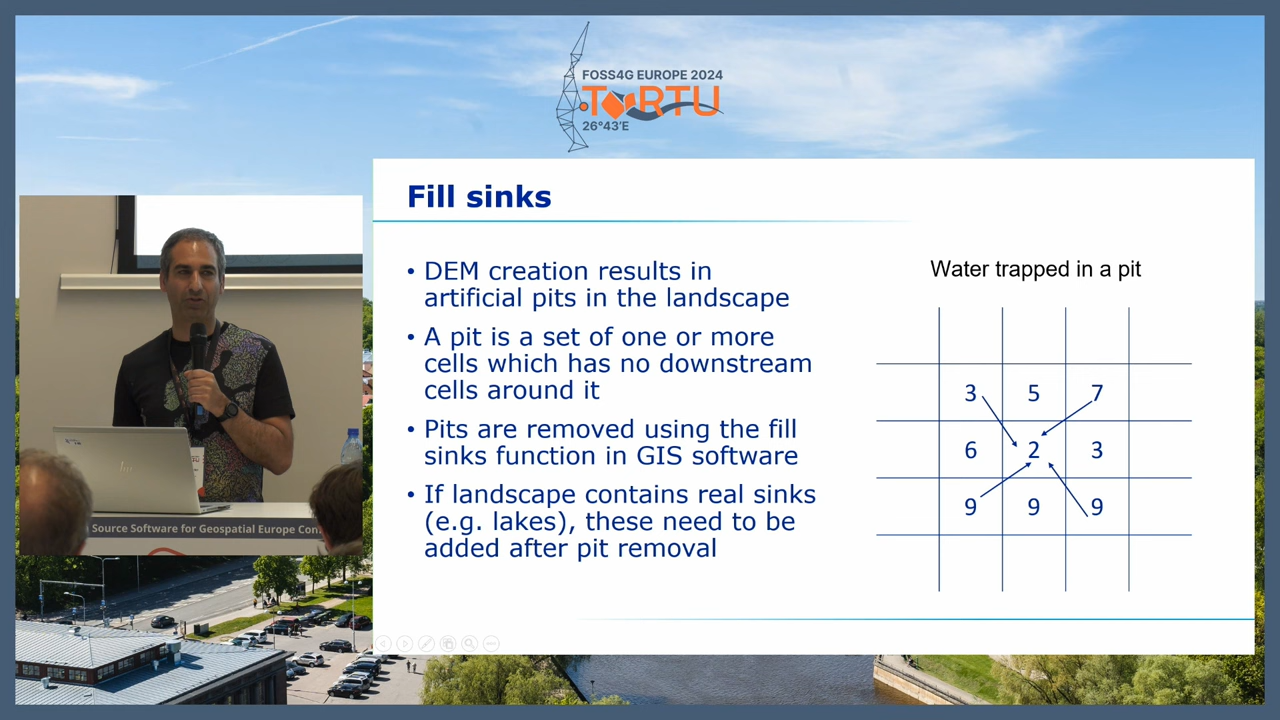 FOSS4G EUROPE 2024
TARTU
26°43'E
Fill sinks
• DEM creation results in
artificial pits in the landscape
• A pit is a set of one or more
cells which has no downstream
cells around it
• Pits are removed using the fill
sinks function in GIS software
• If landscape contains real sinks
(e.g. lakes), these need to be
added after pit removal
Water trapped in a pit
3 5 7
6 2 3
9 9 9
Source Software for Geospatial Europe Con